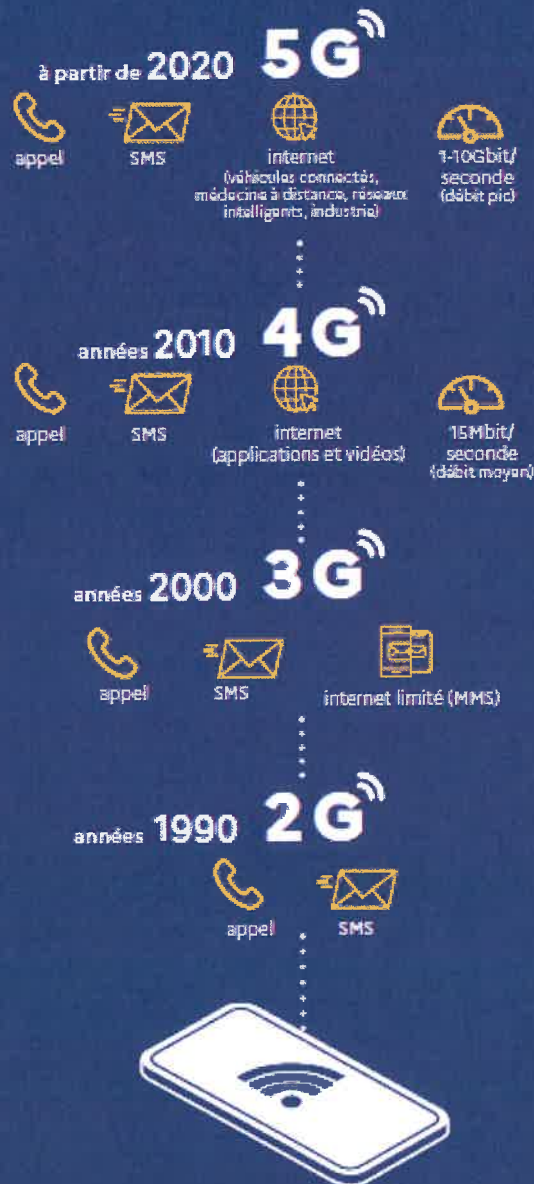 à partir de 2020 5G
appel
SMS
internet
(véhicules connectés,
médecine à distance, réseaux
intelligents, industrie)
1-10Gbit/
seconde
(débit pic)
années 2010 4G
appel
SMS
internet
(applications et vidéos)
15Mbit/
seconde
(débit moyen)
années 2000 3G
appel
SMS
internet limité (MMS)
années 1990 2G
appel
SMS